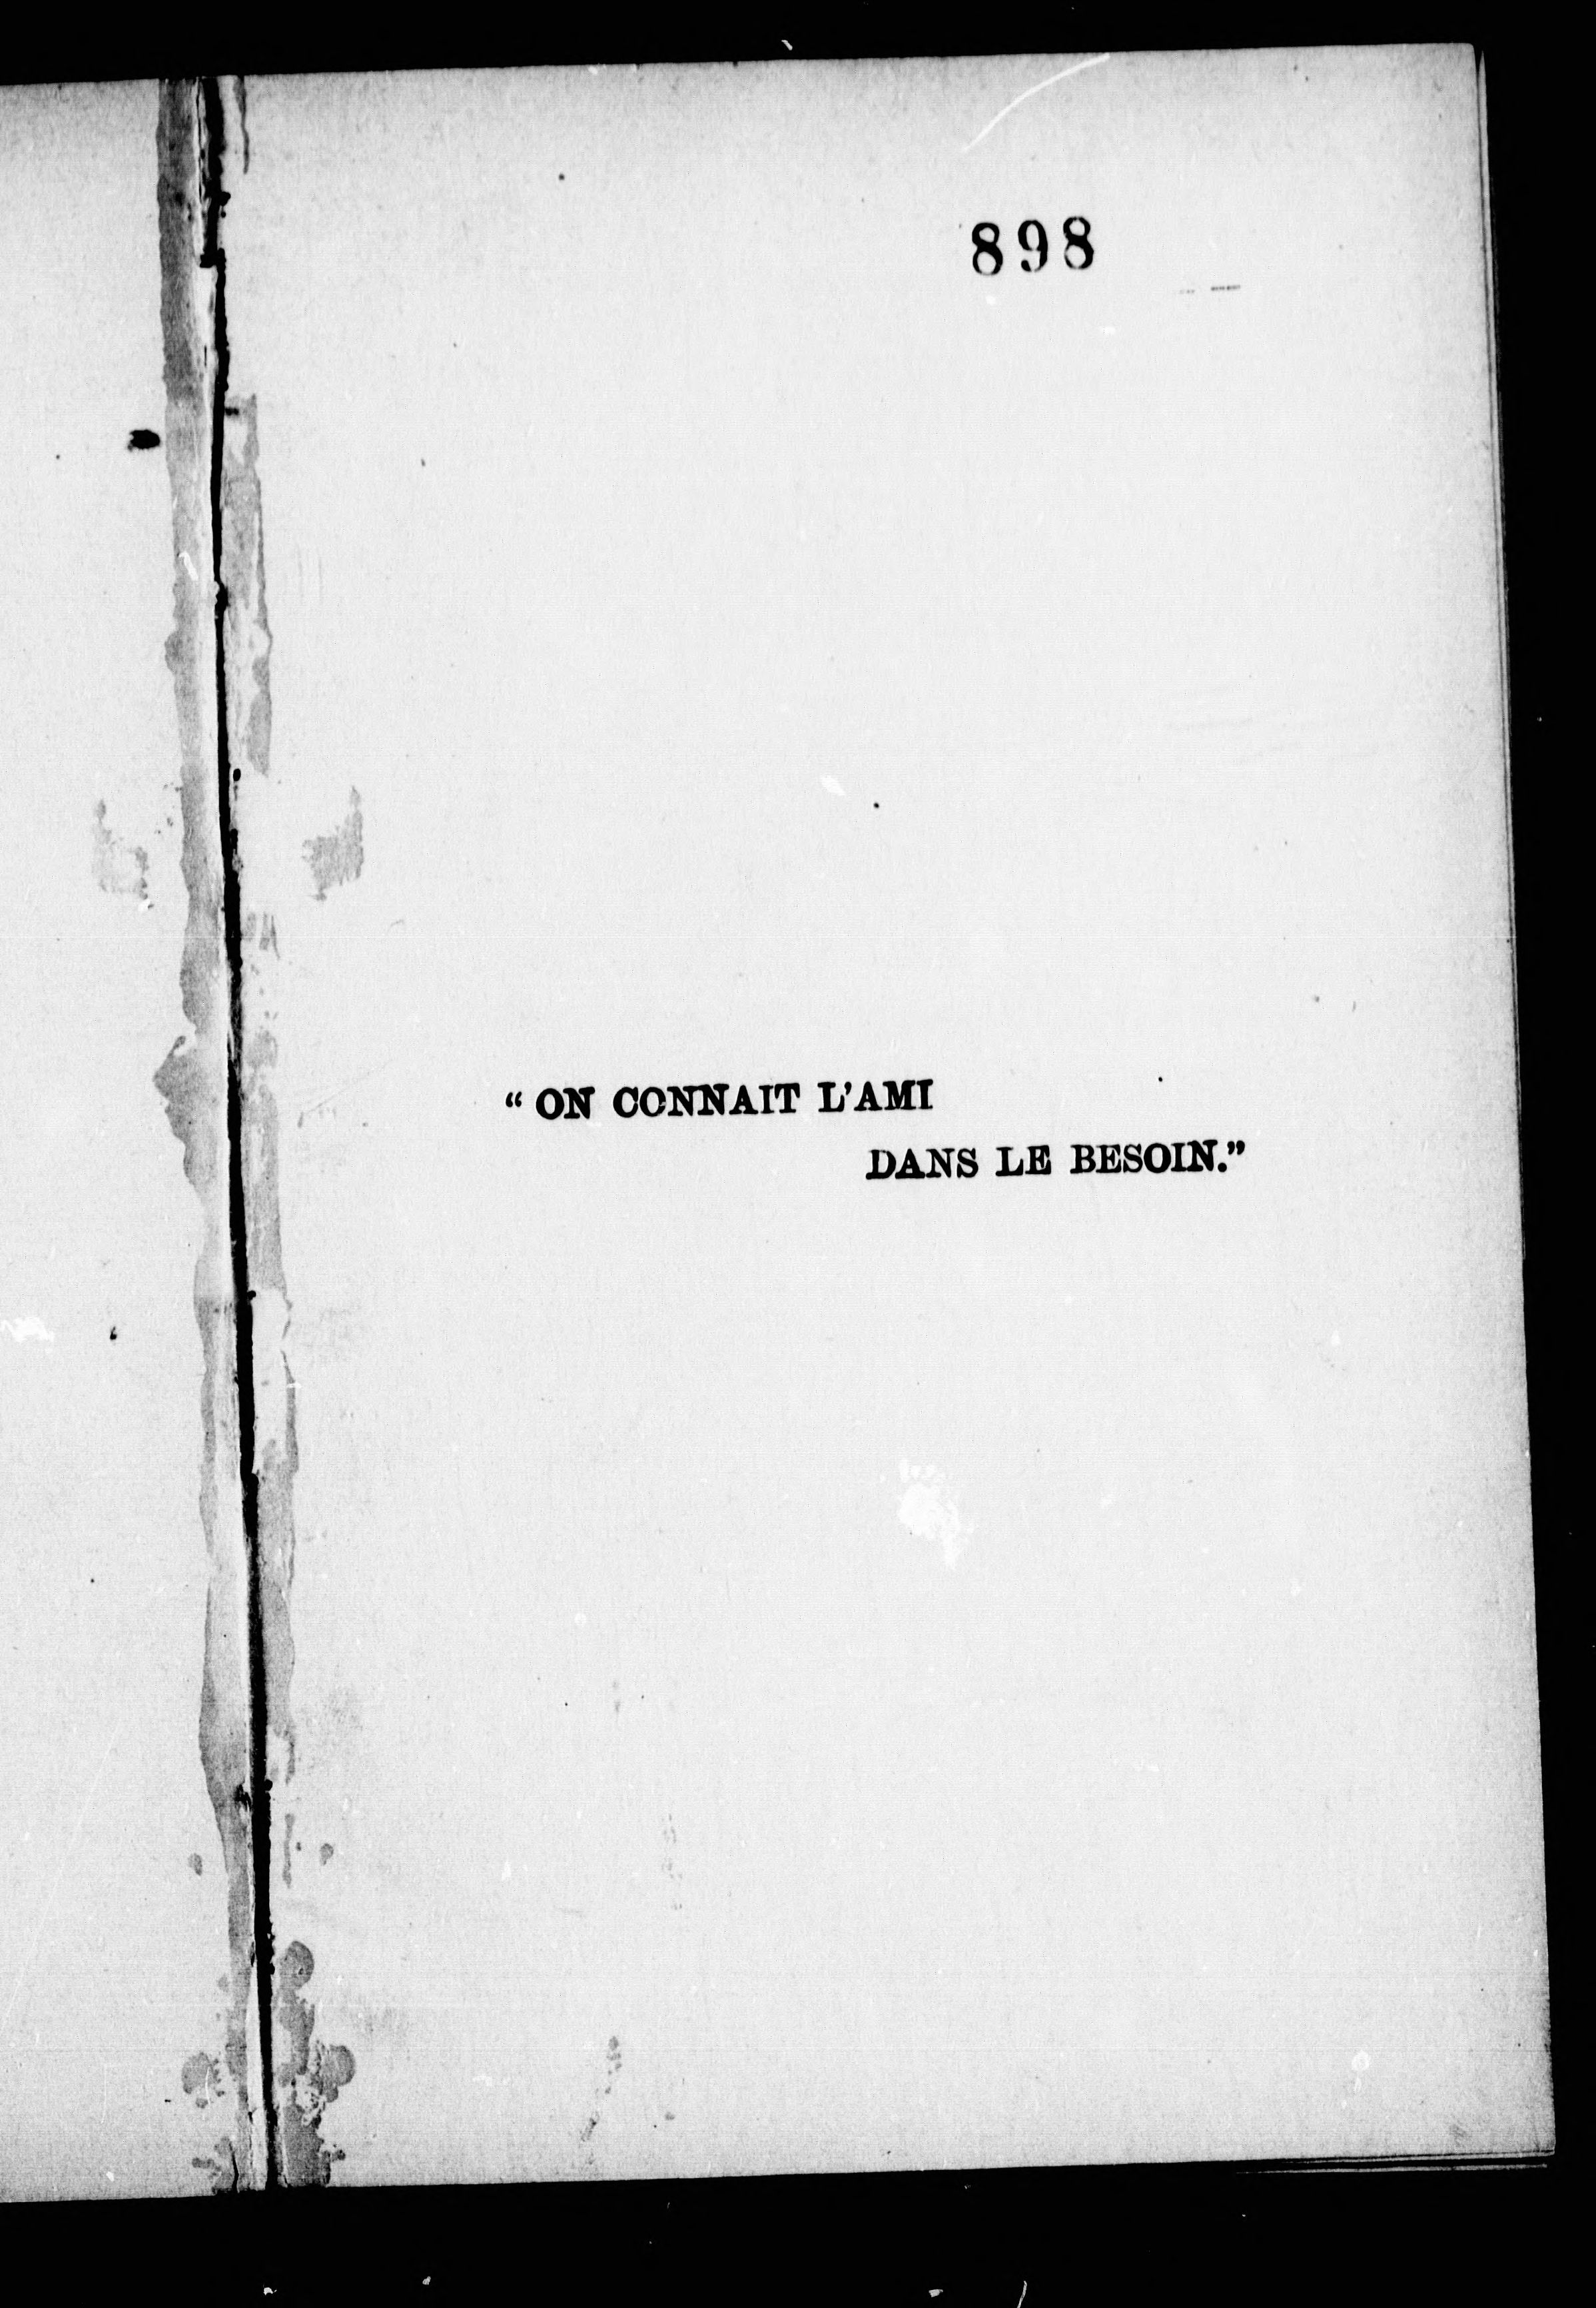 898
“ ON CONNAIT L’AMI
DANS LE BESOIN.”